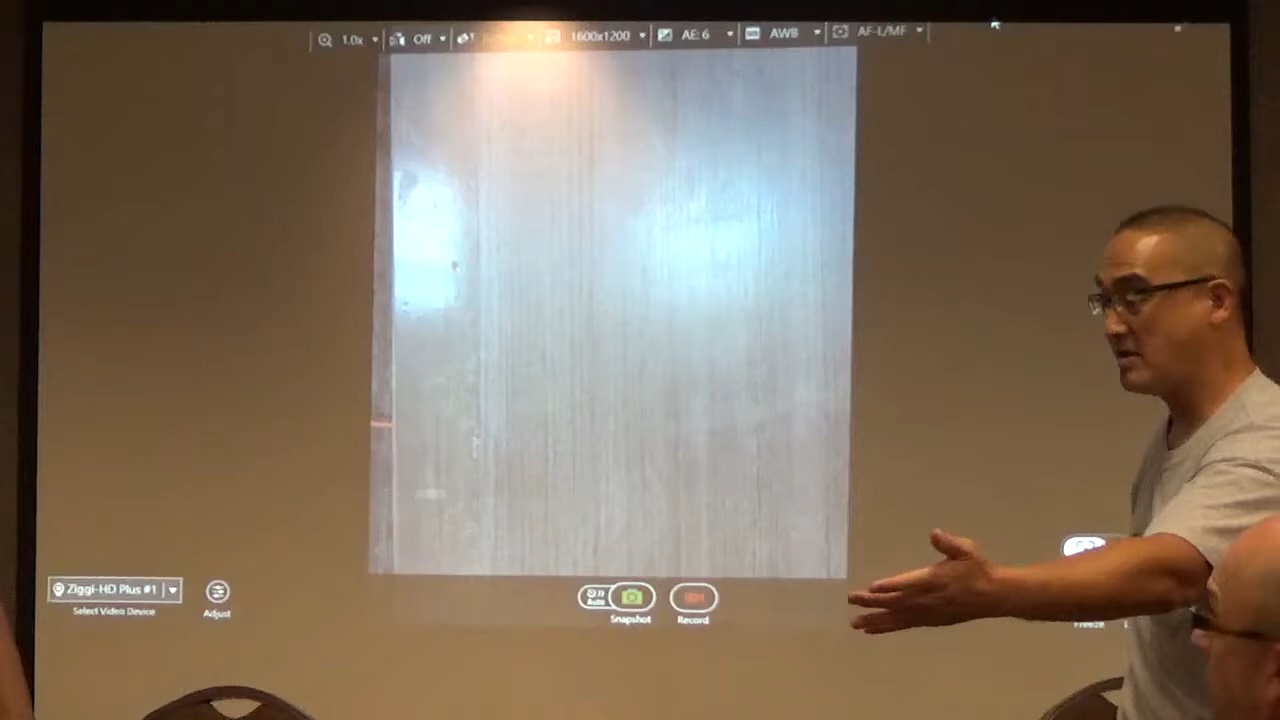 1.0x Off 1600x1200 AE: 6 AWB AF-L/MF
Ziggi-HD Plus #1
Select Video Device
Adjust
Auto
Snapshot
Record
Freeze